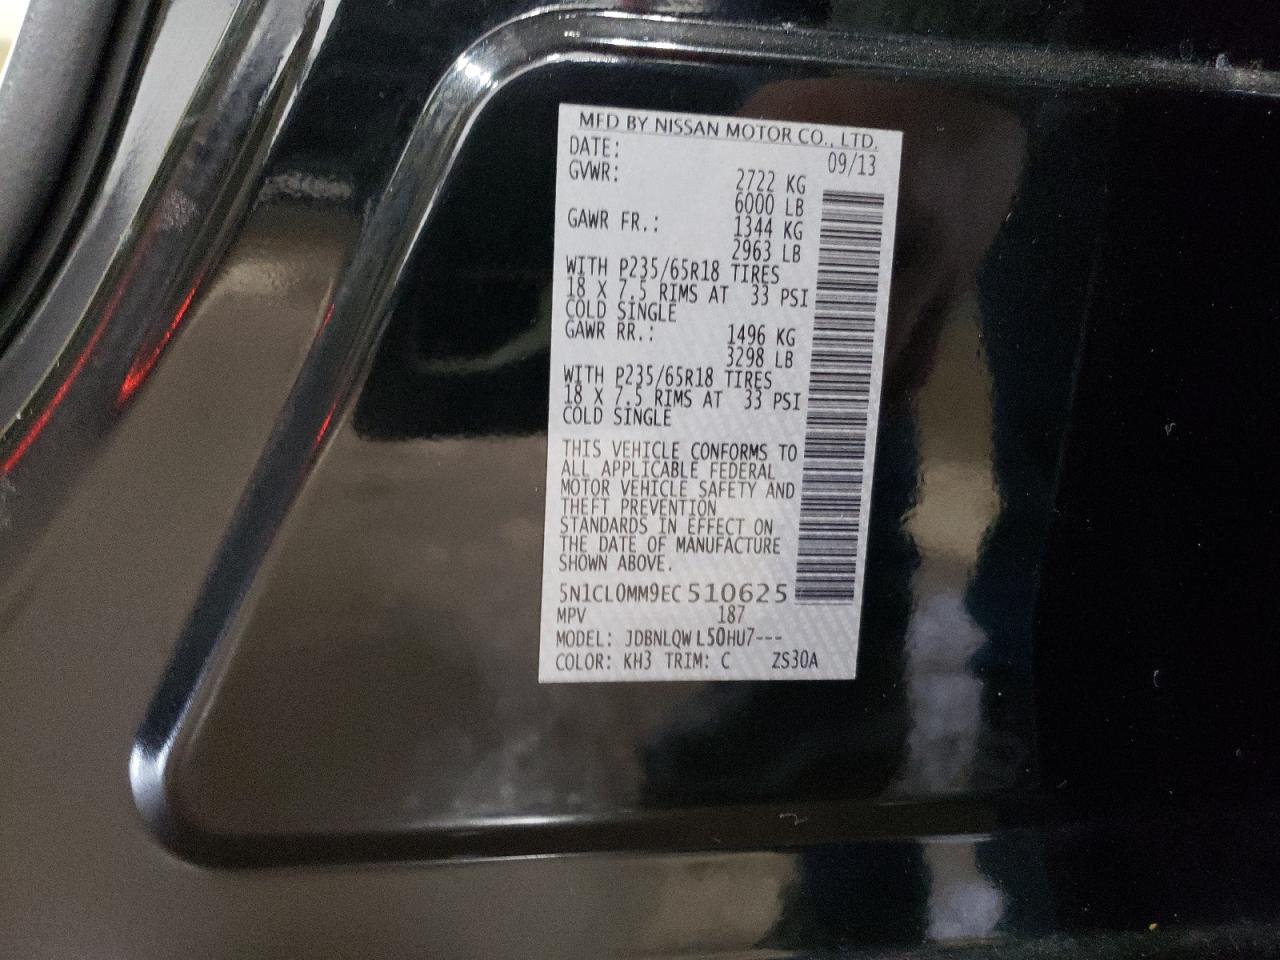 MFD BY NISSAN MOTOR CO., LTD.
DATE: 09/13
GVWR: 2722 KG
6000 LB
GAWR FR.: 1344 KG
2963 LB
WITH P235/65R18 TIRES
18 X 7.5 RIMS AT 33 PSI
COLD SINGLE
GAWR RR.: 1496 KG
3298 LB
WITH P235/65R18 TIRES
18 X 7.5 RIMS AT 33 PSI
COLD SINGLE
THIS VEHICLE CONFORMS TO
ALL APPLICABLE FEDERAL
MOTOR VEHICLE SAFETY AND
THEFT PREVENTION
STANDARDS IN EFFECT ON
THE DATE OF MANUFACTURE
SHOWN ABOVE.
5N1CL0MM9EC510625
MPV 187
MODEL: JDBNLQWL50HU7---
COLOR: KH3 TRIM: C ZS30A